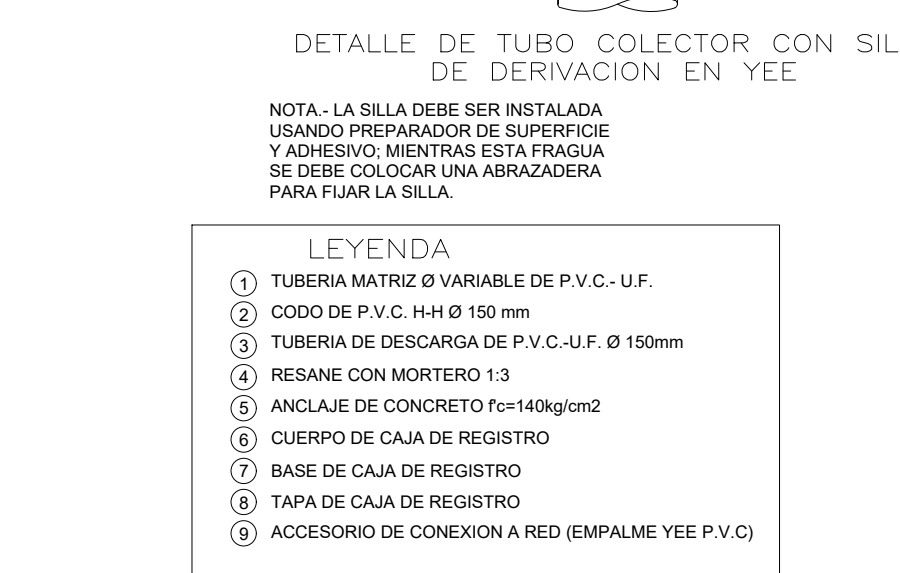 DETALLE DE TUBO COLECTOR CON SIL
DE DERIVACION EN YEE
NOTA.- LA SILLA DEBE SER INSTALADA
USANDO PREPARADOR DE SUPERFICIE
Y ADHESIVO; MIENTRAS ESTA FRAGUA
SE DEBE COLOCAR UNA ABRAZADERA
PARA FIJAR LA SILLA.
LEYENDA
1 TUBERIA MATRIZ Ø VARIABLE DE P.V.C.- U.F.
2 CODO DE P.V.C. H-H Ø 150 mm
3 TUBERIA DE DESCARGA DE P.V.C.-U.F. Ø 150mm
4 RESANE CON MORTERO 1:3
5 ANCLAJE DE CONCRETO f'c=140kg/cm2
6 CUERPO DE CAJA DE REGISTRO
7 BASE DE CAJA DE REGISTRO
8 TAPA DE CAJA DE REGISTRO
9 ACCESORIO DE CONEXION A RED (EMPALME YEE P.V.C)